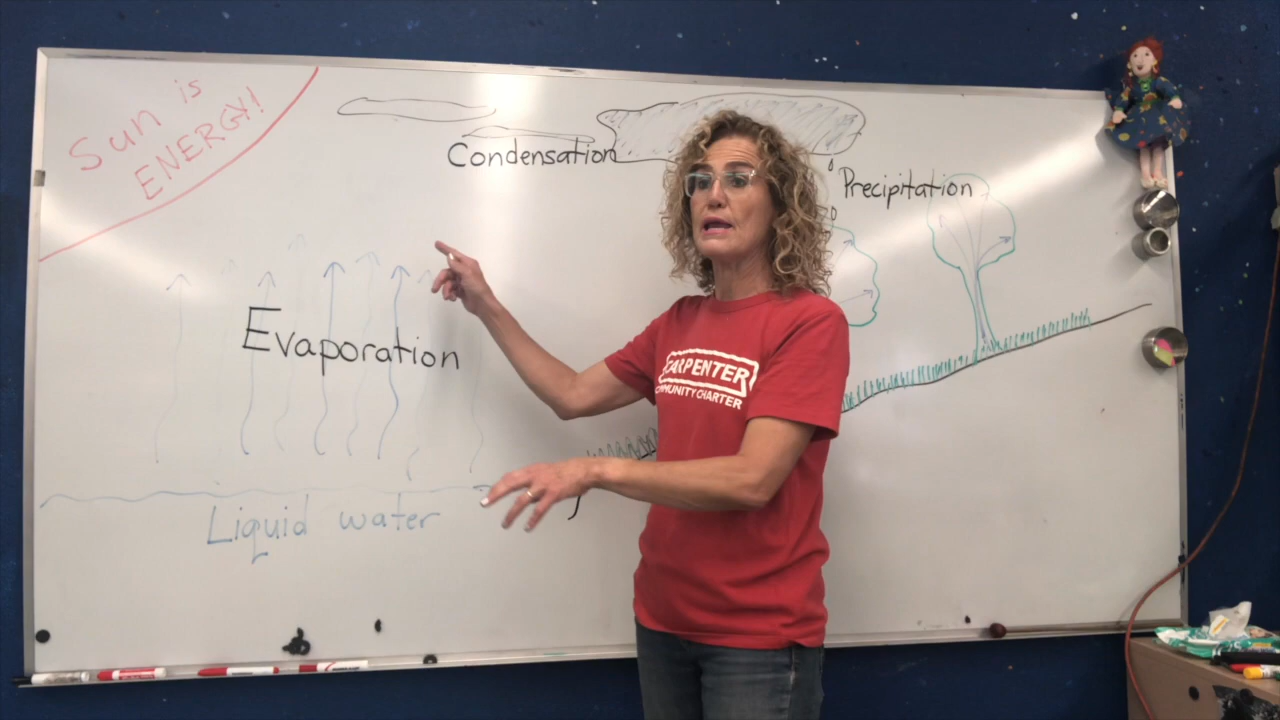 Sun is
ENERGY!
Condensation
Precipitation
Evaporation
Liquid water
CARPENTER
COMMUNITY CHARTER